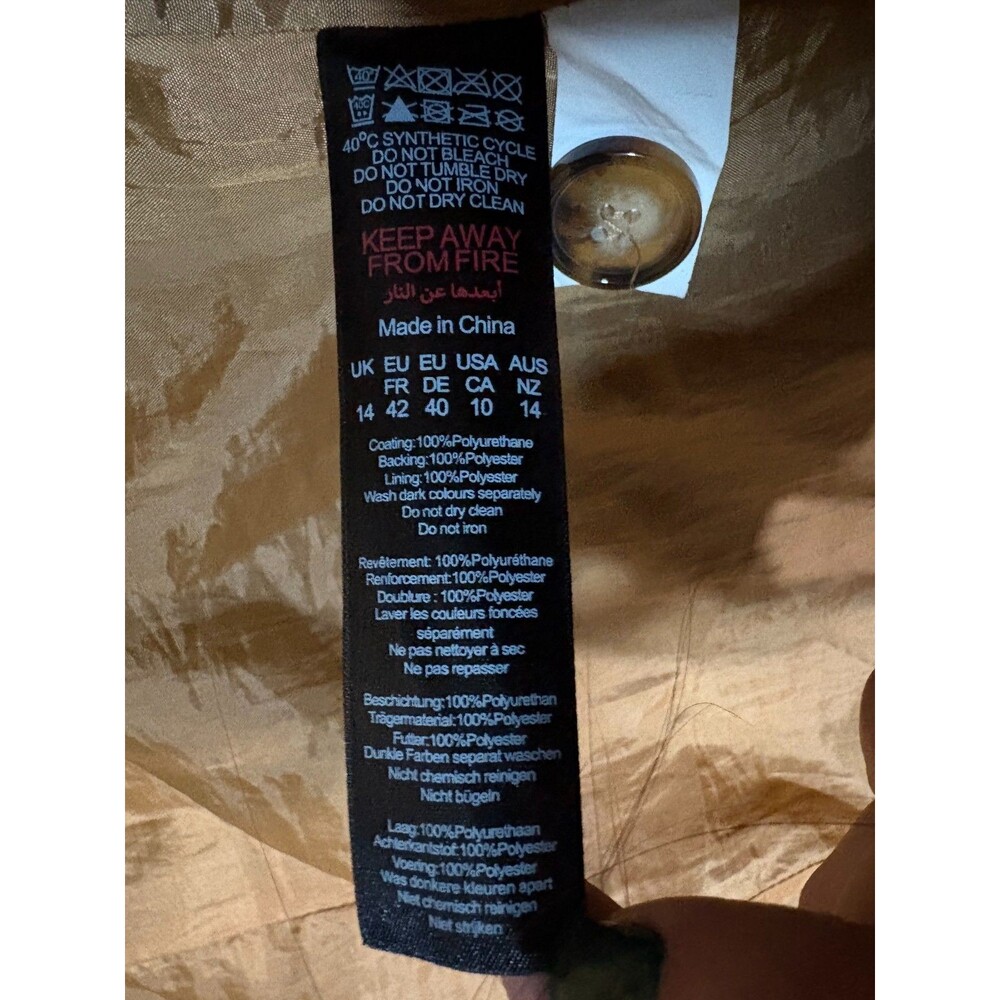 40°
40C
40°C SYNTHETIC CYCLE
DO NOT BLEACH
DO NOT TUMBLE DRY
DO NOT IRON
DO NOT DRY CLEAN
KEEP AWAY
FROM FIRE
أبعدها عن النار
Made in China
UK EU EU USA AUS
FR DE CA NZ
14 42 40 10 14
Coating:100%Polyurethane
Backing:100%Polyester
Lining:100%Polyester
Wash dark colours separately
Do not dry clean
Do not iron
Revêtement: 100%Polyuréthane
Renforcement:100%Polyester
Doublure : 100%Polyester
Laver les couleurs foncées
séparément
Ne pas nettoyer à sec
Ne pas repasser
Beschichtung:100%Polyurethan
Trägermaterial:100%Polyester
Futter:100%Polyester
Dunkle Farben separat waschen
Nicht chemisch reinigen
Nicht bügeln
Laag:100%Polyurethaan
Achterkantstof:100%Polyester
Voering:100%Polyester
Was donkere kleuren apart
Niet chemisch reinigen
Niet strijken